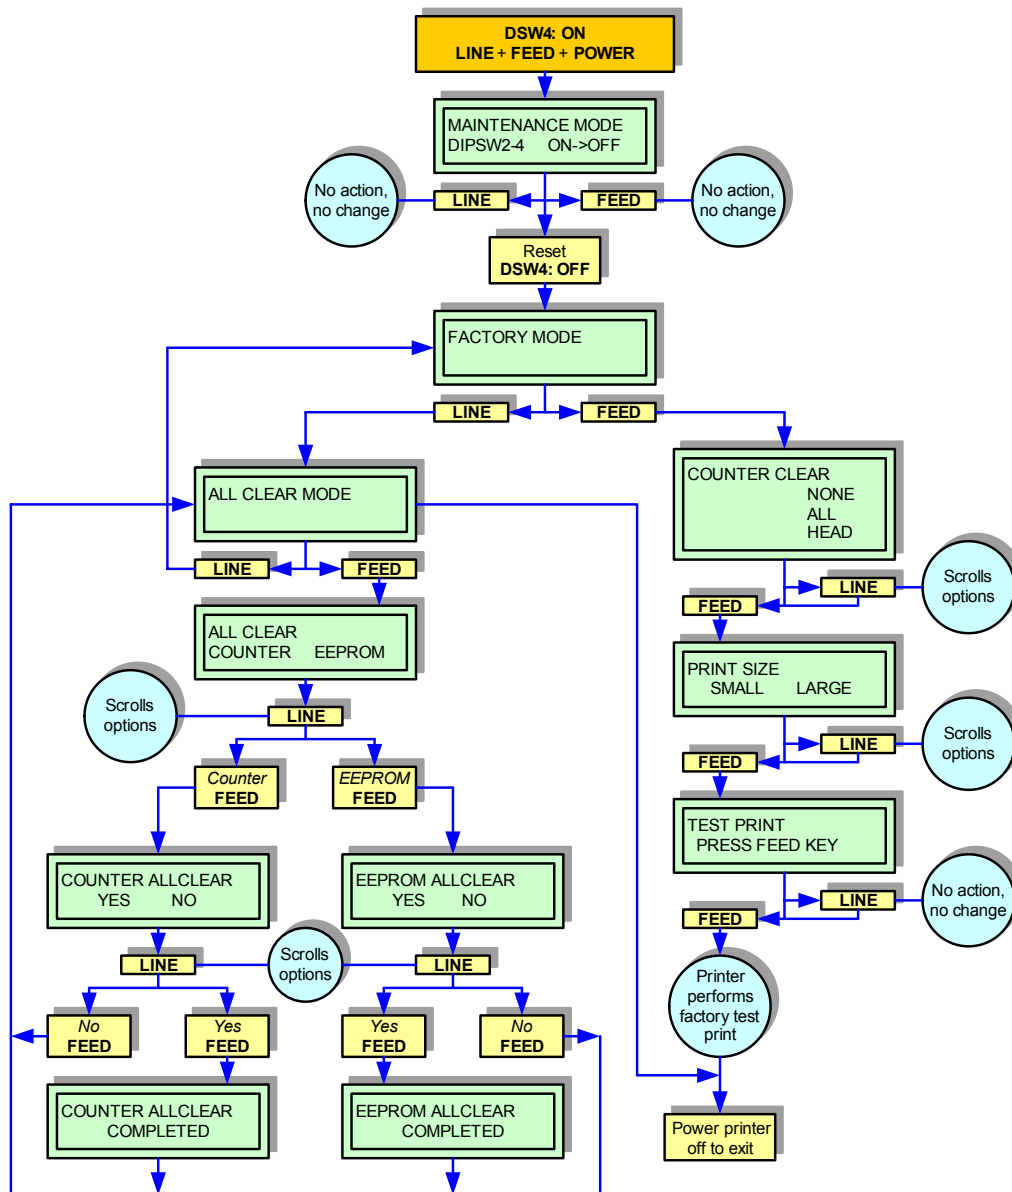 DSW4: ON
LINE + FEED + POWER
MAINTENANCE MODE
DIPSW2-4 ON->OFF
No action,
no change
LINE
FEED
No action,
no change
Reset
DSW4: OFF
FACTORY MODE
LINE
FEED
ALL CLEAR MODE
LINE
FEED
ALL CLEAR
COUNTER EEPROM
Scrolls
options
LINE
Counter
FEED
EEPROM
FEED
COUNTER ALLCLEAR
YES NO
EEPROM ALLCLEAR
YES NO
LINE
Scrolls
options
LINE
No
FEED
Yes
FEED
Yes
FEED
No
FEED
COUNTER ALLCLEAR
COMPLETED
EEPROM ALLCLEAR
COMPLETED
COUNTER CLEAR
NONE
ALL
HEAD
LINE
Scrolls
options
FEED
PRINT SIZE
SMALL LARGE
LINE
Scrolls
options
FEED
TEST PRINT
PRESS FEED KEY
LINE
No action,
no change
FEED
Printer
performs
factory test
print
Power printer
off to exit